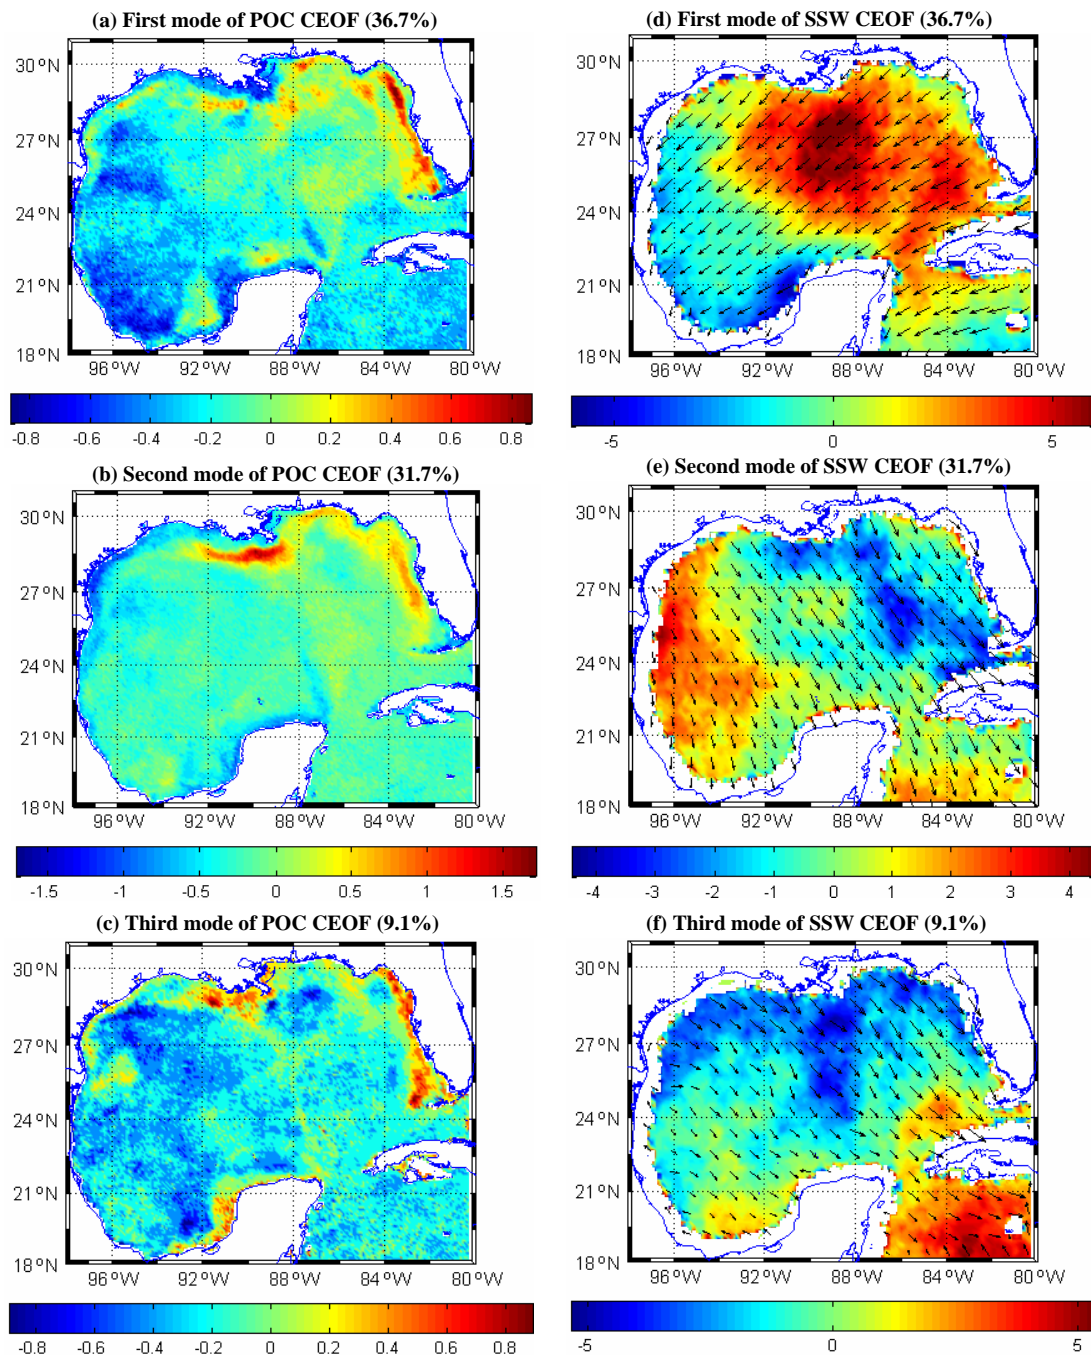 (a) First mode of POC CEOF (36.7%)
30°N
27°N
24°N
21°N
18°N
96°W 92°W 88°W 84°W 80°W
-0.8 -0.6 -0.4 -0.2 0 0.2 0.4 0.6 0.8
(d) First mode of SSW CEOF (36.7%)
30°N
27°N
24°N
21°N
18°N
96°W 92°W 88°W 84°W 80°W
-5 0 5
(b) Second mode of POC CEOF (31.7%)
30°N
27°N
24°N
21°N
18°N
96°W 92°W 88°W 84°W 80°W
-1.5 -1 -0.5 0 0.5 1 1.5
(e) Second mode of SSW CEOF (31.7%)
30°N
27°N
24°N
21°N
18°N
96°W 92°W 88°W 84°W 80°W
-4 -3 -2 -1 0 1 2 3 4
(c) Third mode of POC CEOF (9.1%)
30°N
27°N
24°N
21°N
18°N
96°W 92°W 88°W 84°W 80°W
-0.8 -0.6 -0.4 -0.2 0 0.2 0.4 0.6 0.8
(f) Third mode of SSW CEOF (9.1%)
30°N
27°N
24°N
21°N
18°N
96°W 92°W 88°W 84°W 80°W
-5 0 5